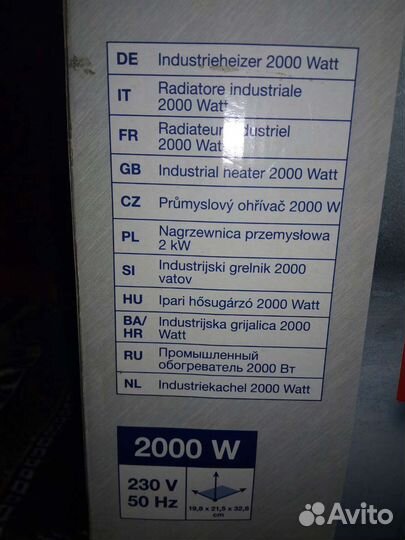 DE Industrieheizer 2000 Watt
IT Radiatore industriale
2000 Watt
FR Radiateur industriel
2000 Watt
GB Industrial heater 2000 Watt
CZ Průmyslový ohřívač 2000 W
PL Nagrzewnica przemysłowa
2 kW
SI Industrijski grelnik 2000
vatov
HU Ipari hősugárzó 2000 Watt
BA/
HR Industrijska grijalica 2000
Watt
RU Промышленный
обогреватель 2000 Вт
NL Industriekachel 2000 Watt
2000 W
230 V
50 Hz
19,8 x 21,5 x 32,8
cm
Avito